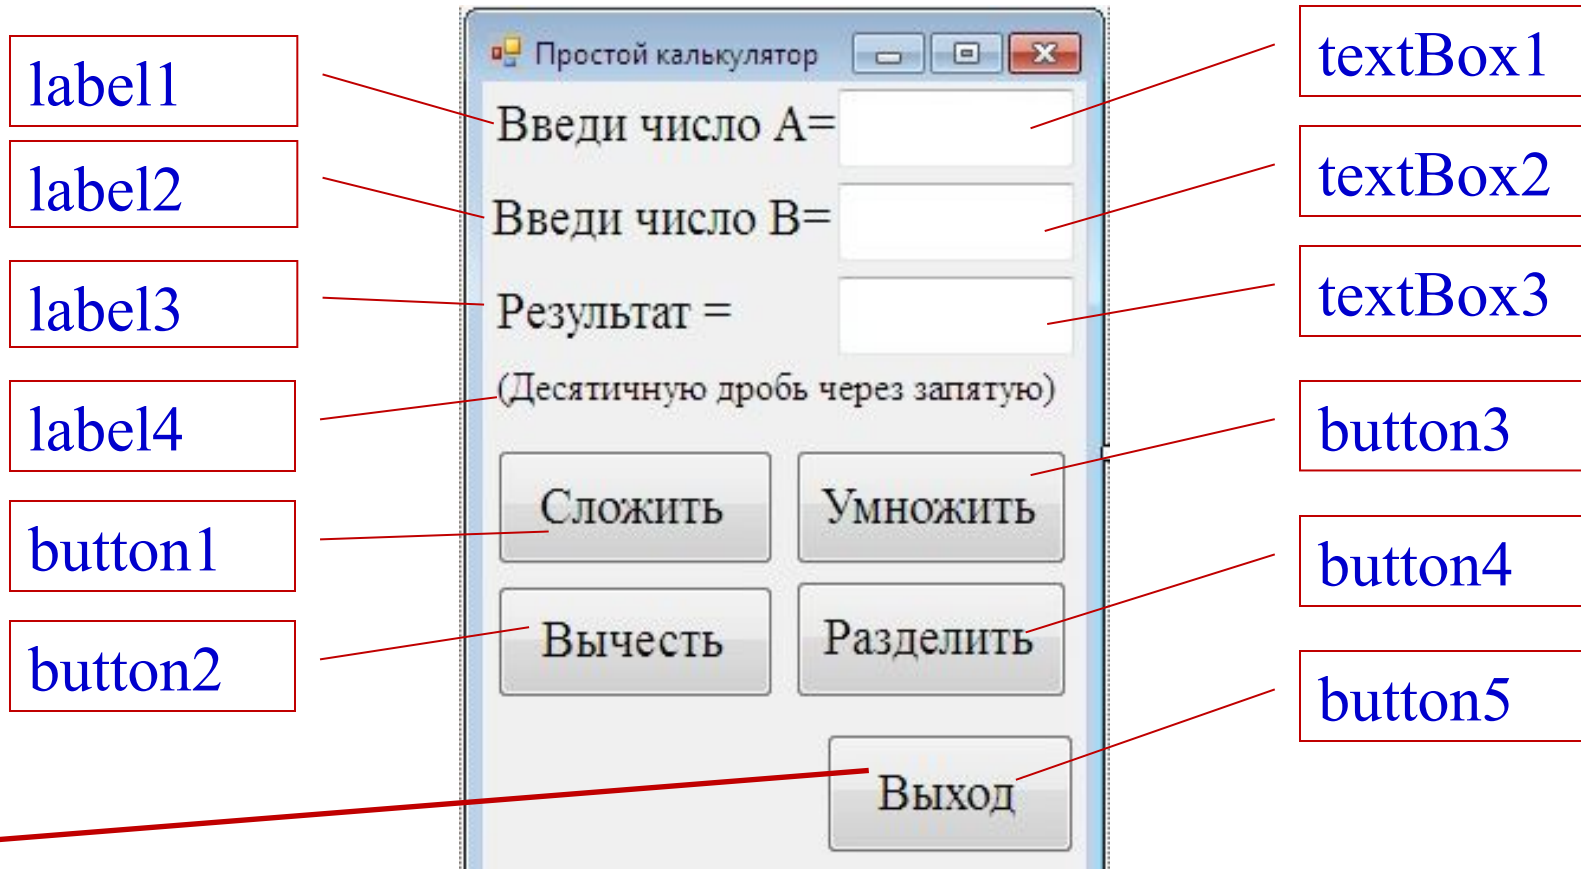 Простой калькулятор
label1
Введи число A=
textBox1
label2
Введи число B=
textBox2
label3
Результат =
textBox3
label4
(Десятичную дробь через запятую)
button1
Сложить
Умножить
button3
button2
Вычесть
Разделить
button4
Выход
button5